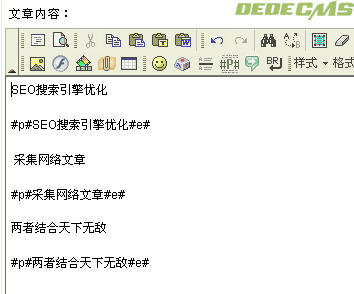 文章内容：
DEDECMS
#P#
BR
样式
格式
SEO搜索引擎优化
#p#SEO搜索引擎优化#e#
采集网络文章
#p#采集网络文章#e#
两者结合天下无敌
#p#两者结合天下无敌#e#